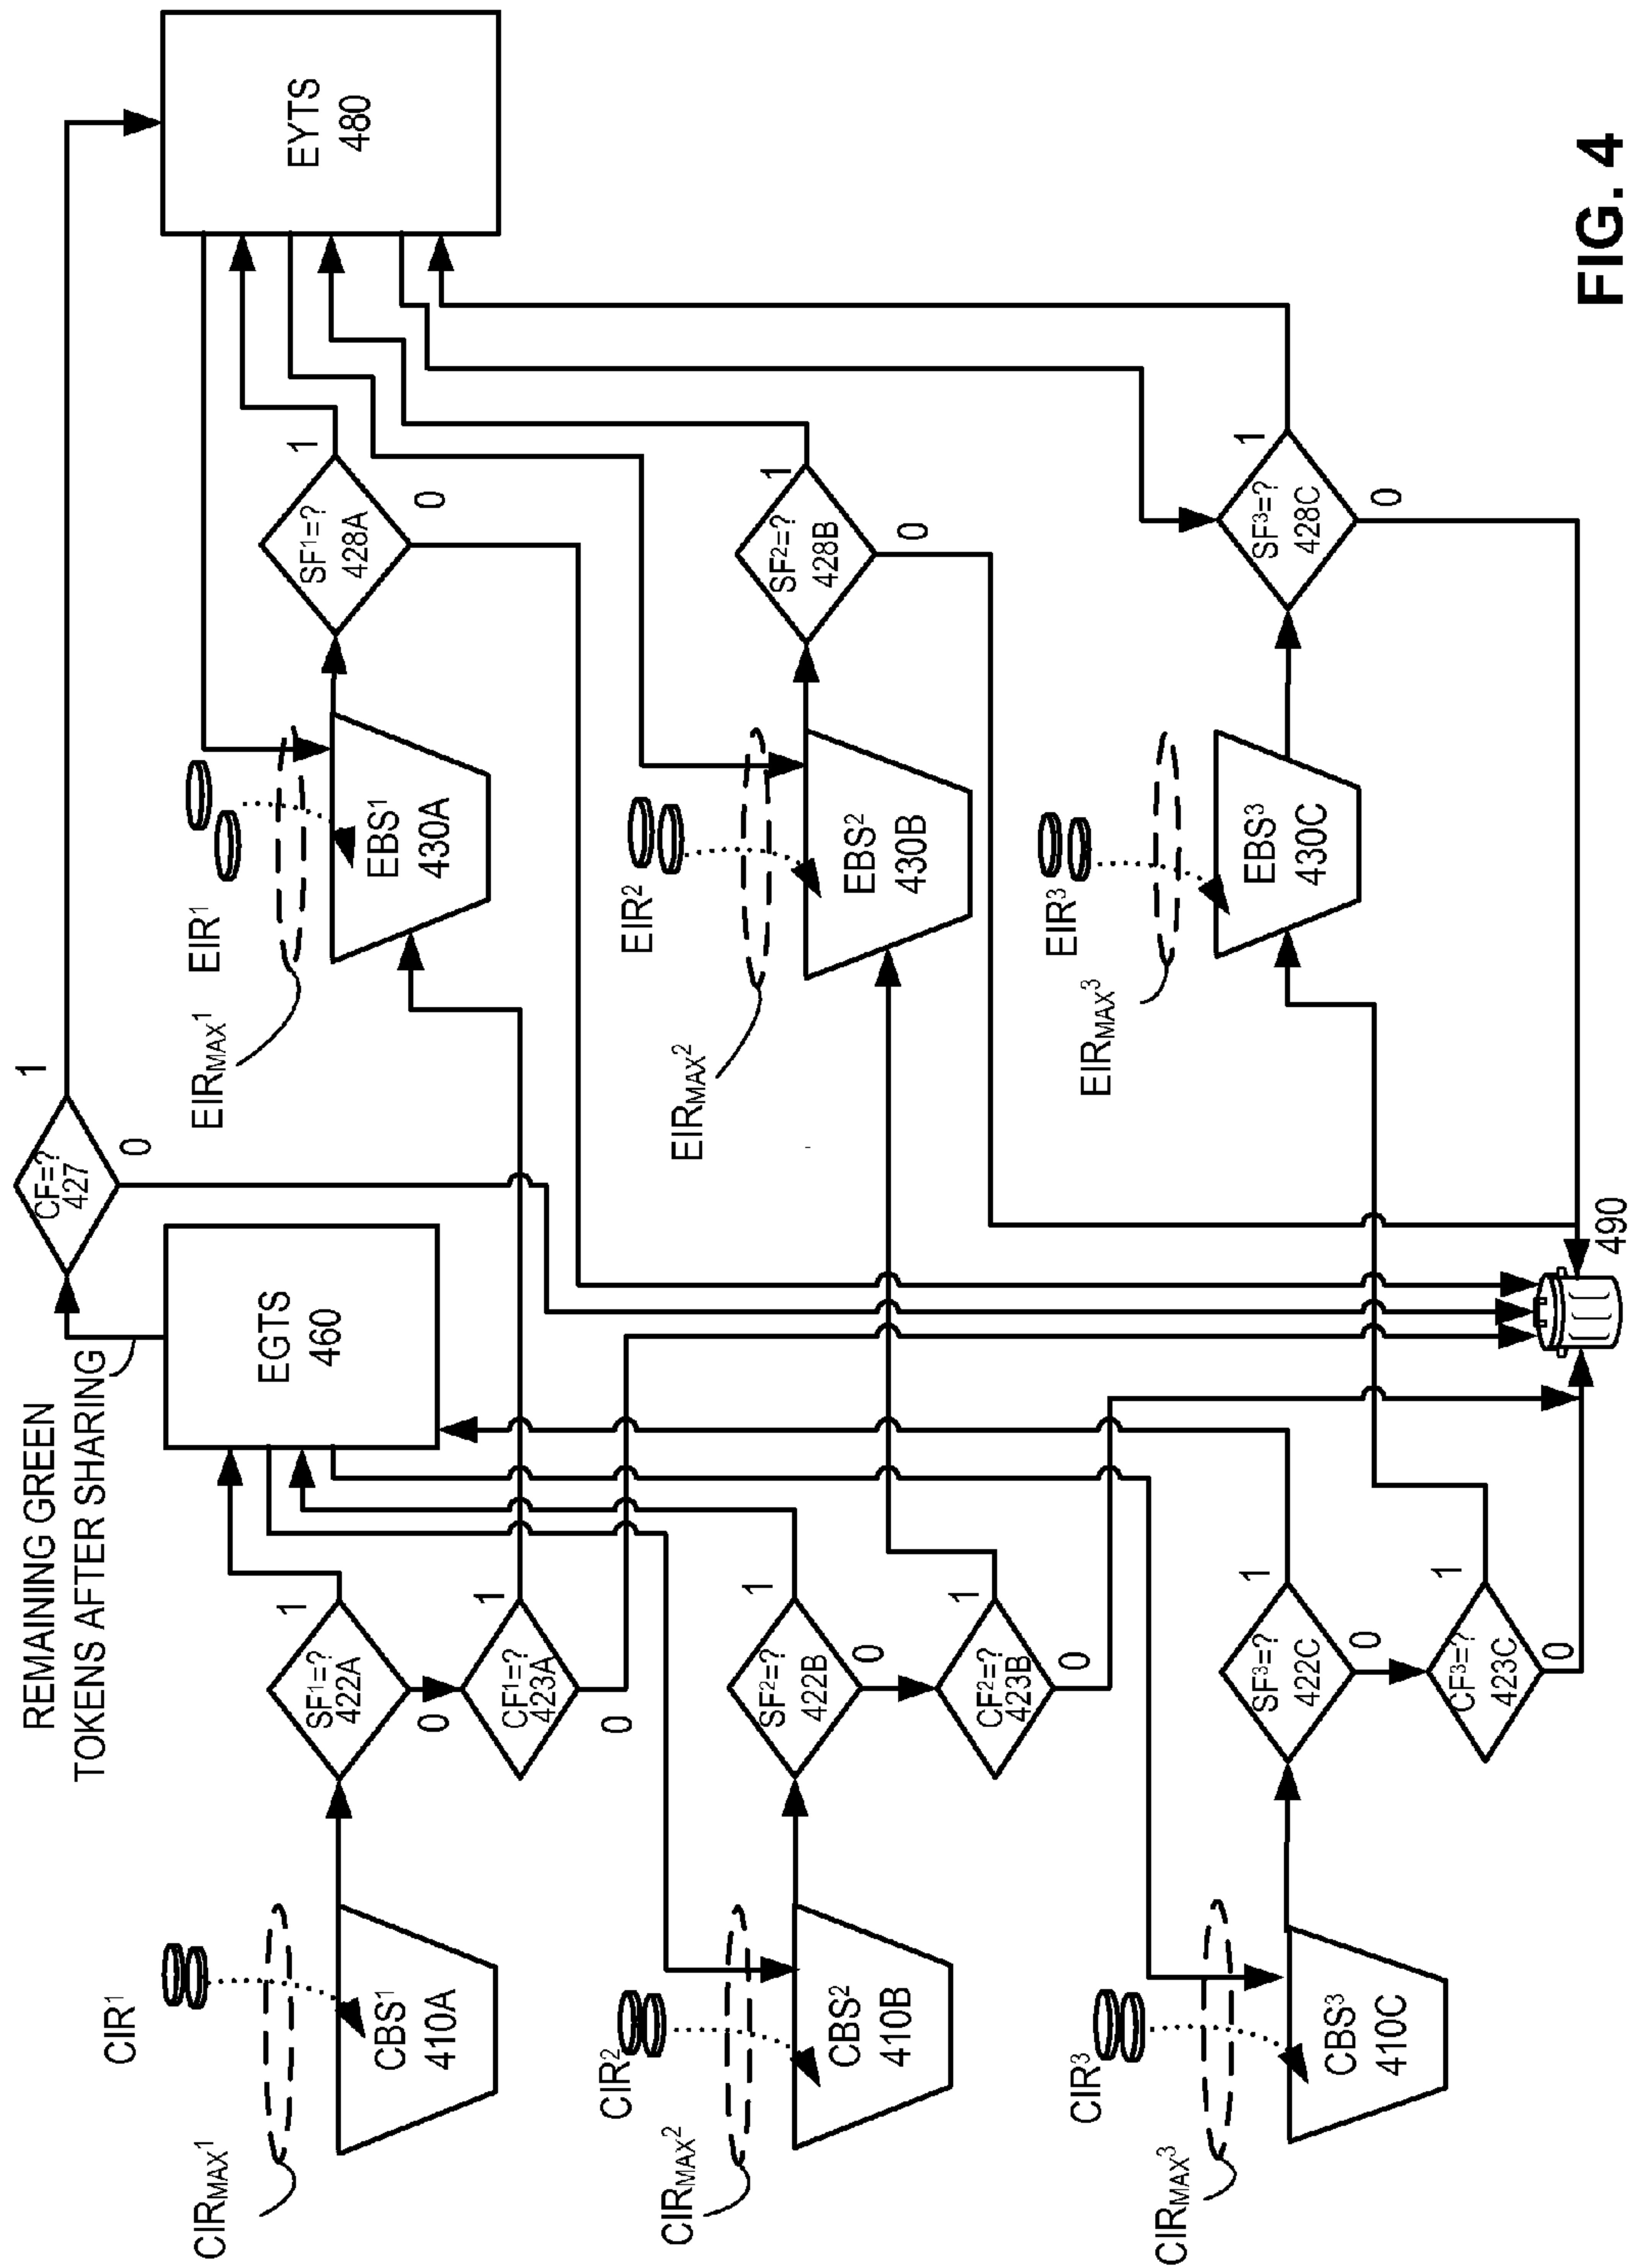 REMAINING GREEN
TOKENS AFTER SHARING
CF=?
427
1
0
EGTS
460
EYTS
480
CIR¹
CIRMAX¹
CBS¹
410A
SF¹=?
422A
1
0
CF¹=?
423A
1
0
EIR¹
EIRMAX¹
EBS¹
430A
SF¹=?
428A
1
0
CIR²
CIRMAX²
CBS²
410B
SF²=?
422B
1
0
CF²=?
423B
1
0
EIR²
EIRMAX²
EBS²
430B
SF²=?
428B
1
0
CIR³
CIRMAX³
CBS³
410C
SF³=?
422C
1
0
CF³=?
423C
1
0
EIR³
EIRMAX³
EBS³
430C
SF³=?
428C
1
0
490
FIG. 4